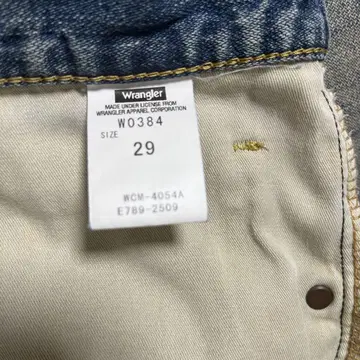 Wrangler
MADE UNDER LICENSE FROM
WRANGLER APPAREL CORPORATION
W0384
SIZE
29
WCM-4054A
E789-2509